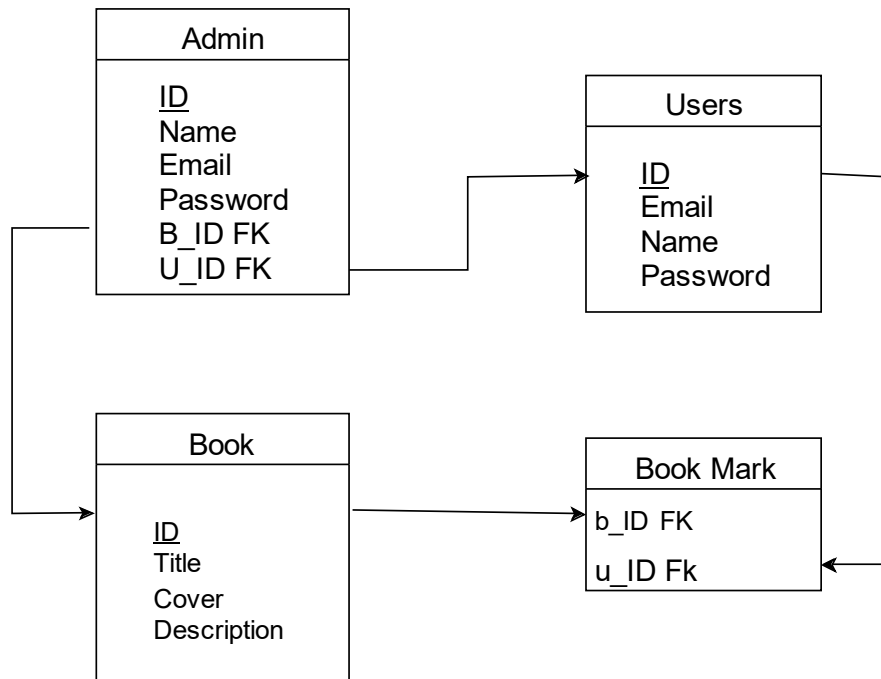 Admin
ID
Name
Email
Password
B_ID FK
U_ID FK
Users
ID
Email
Name
Password
Book
ID
Title
Cover
Description
Book Mark
b_ID FK
u_ID Fk